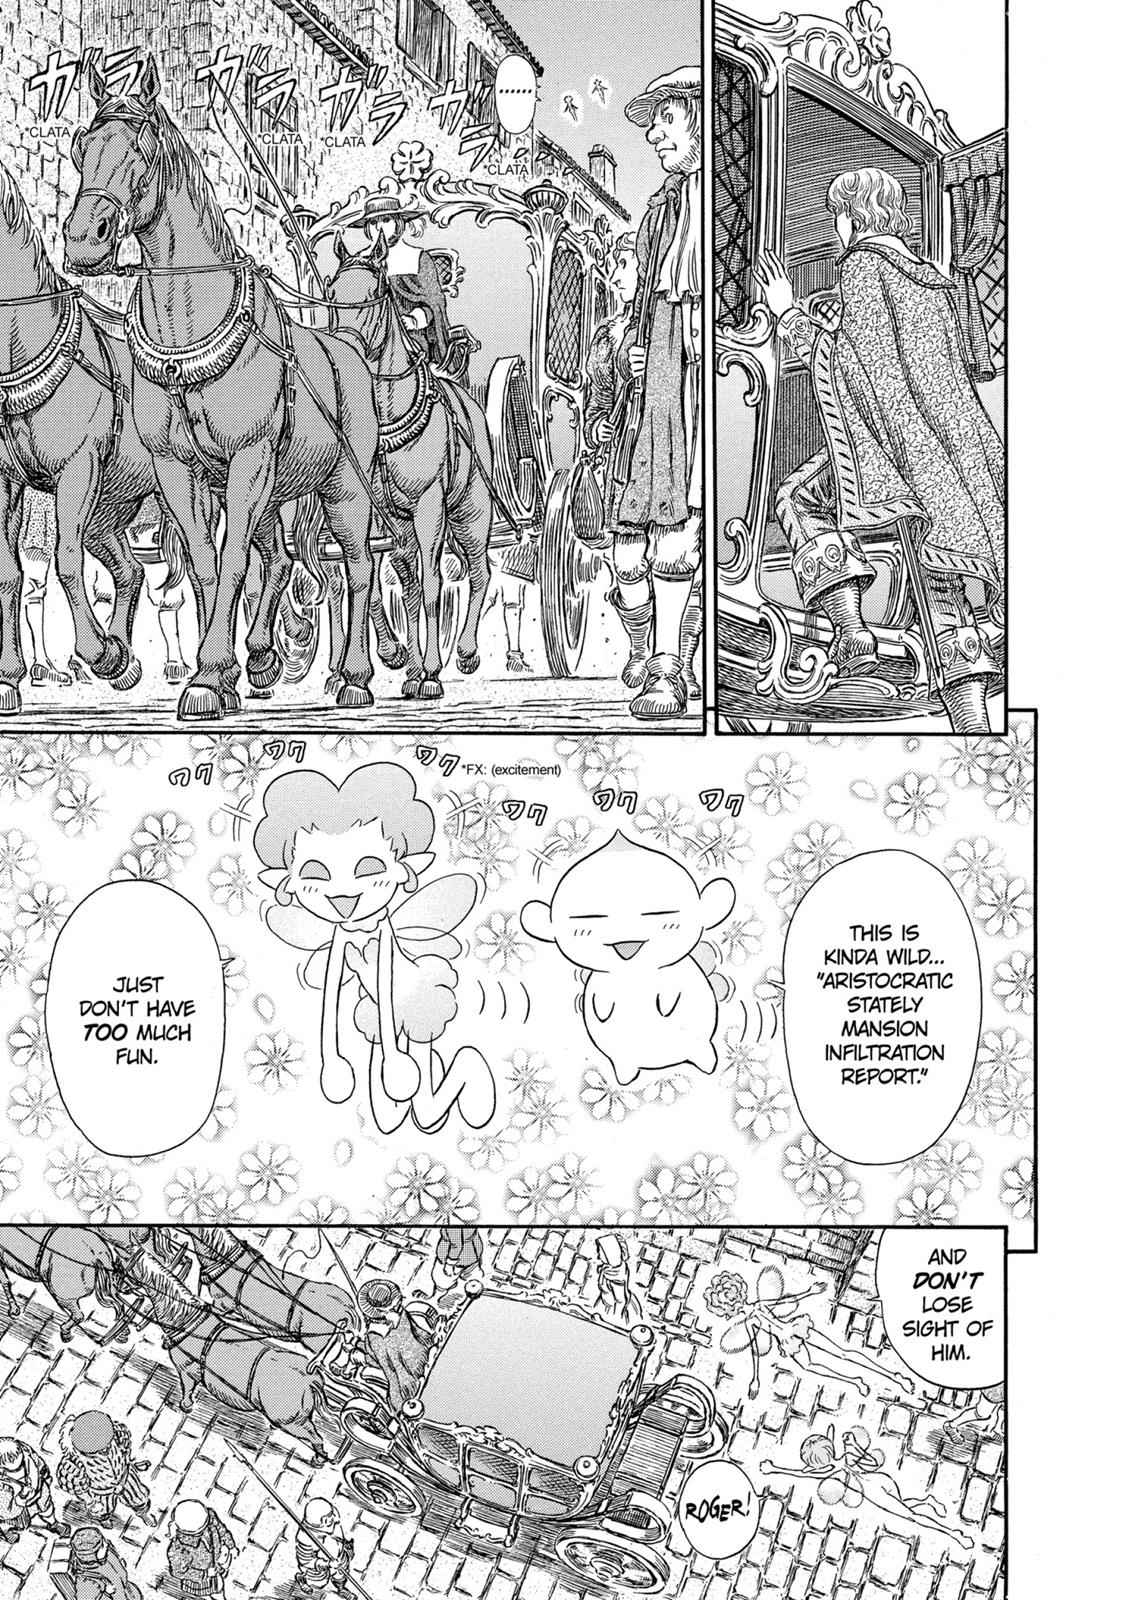 ガラ
ガラ
ガラ
ガラ
*CLATA
*CLATA
*CLATA
*CLATA
......
ワク
ワク
ワク
ワク
ワク
ワク
*FX: (excitement)
THIS IS
KINDA WILD...
"ARISTOCRATIC
STATELY
MANSION
INFILTRATION
REPORT."
JUST
DON'T HAVE
TOO MUCH
FUN.
AND
DON'T
LOSE
SIGHT OF
HIM.
ROGER!